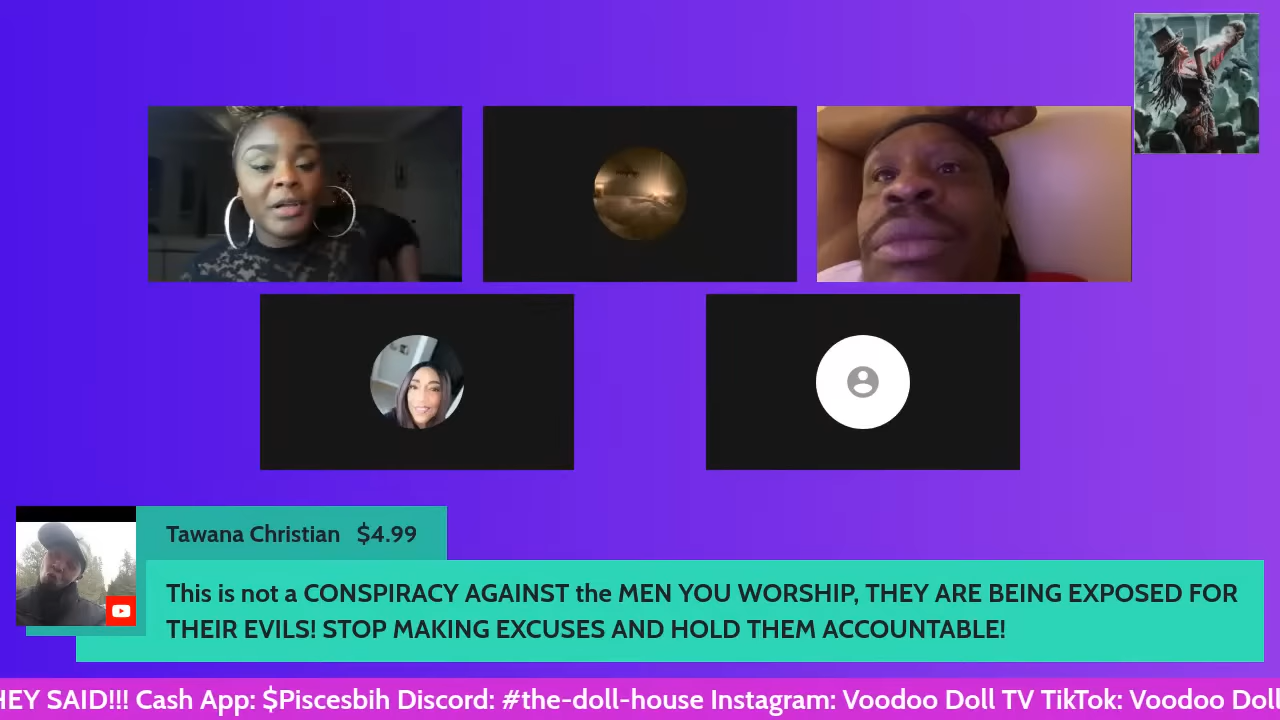 Tawana Christian $4.99
This is not a CONSPIRACY AGAINST the MEN YOU WORSHIP, THEY ARE BEING EXPOSED FOR
THEIR EVILS! STOP MAKING EXCUSES AND HOLD THEM ACCOUNTABLE!
HEY SAID!!! Cash App: $Piscesbih Discord: #the-doll-house Instagram: Voodoo Doll TV TikTok: Voodoo Doll